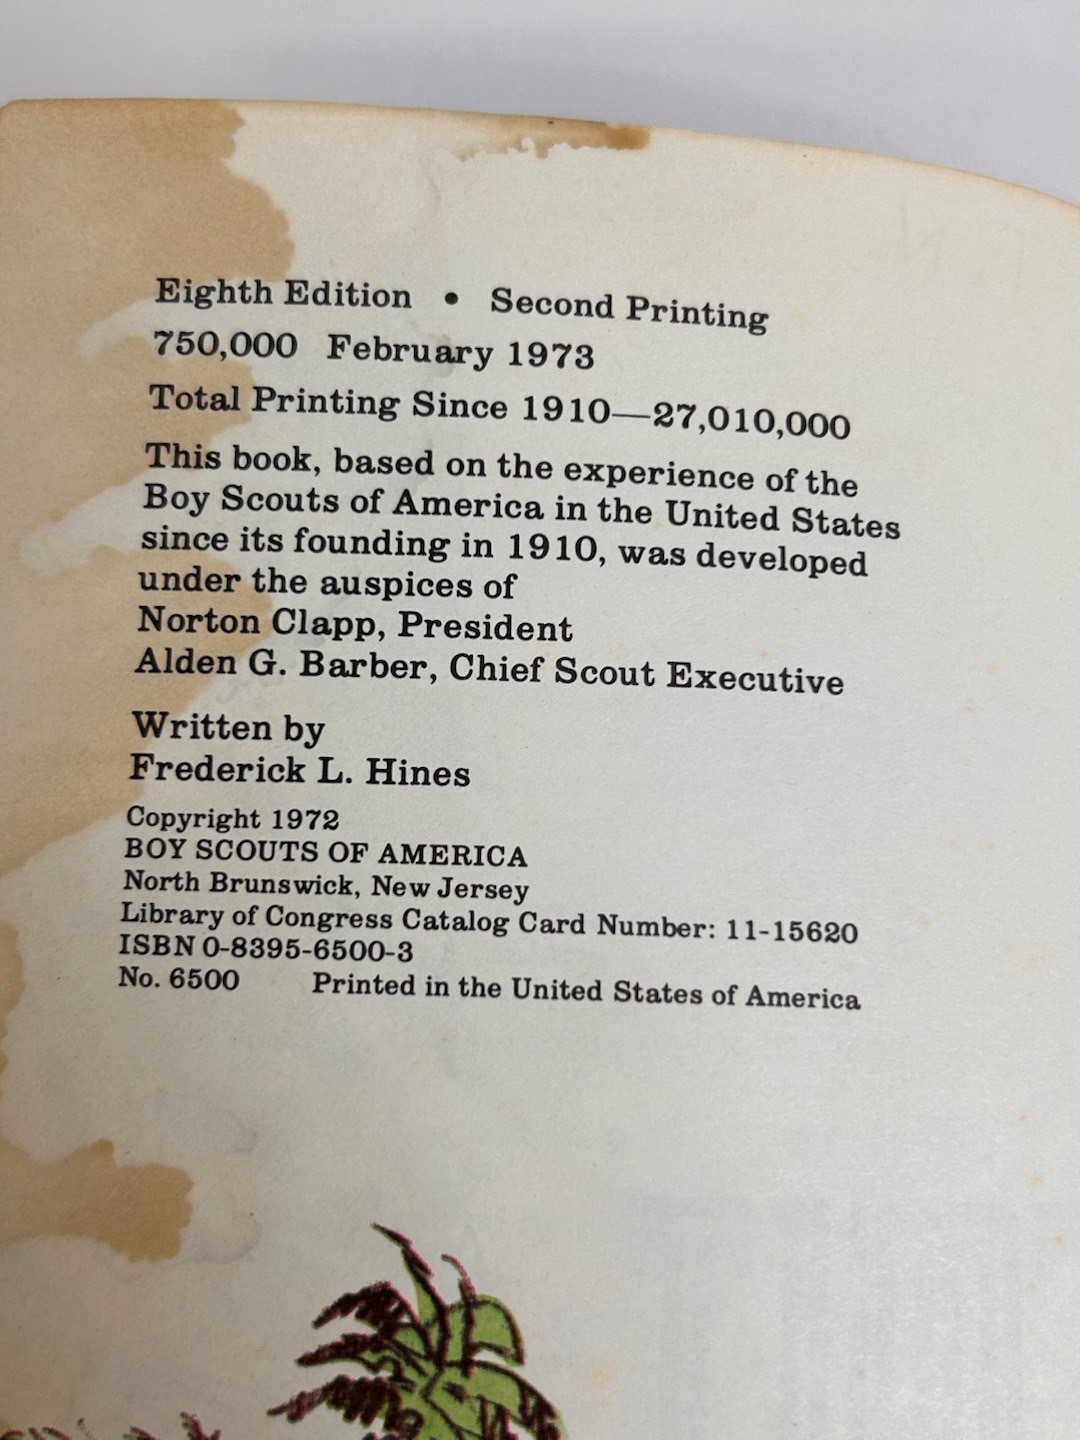 Eighth Edition • Second Printing
750,000 February 1973
Total Printing Since 1910—27,010,000
This book, based on the experience of the
Boy Scouts of America in the United States
since its founding in 1910, was developed
under the auspices of
Norton Clapp, President
Alden G. Barber, Chief Scout Executive
Written by
Frederick L. Hines
Copyright 1972
BOY SCOUTS OF AMERICA
North Brunswick, New Jersey
Library of Congress Catalog Card Number: 11-15620
ISBN 0-8395-6500-3
No. 6500 Printed in the United States of America